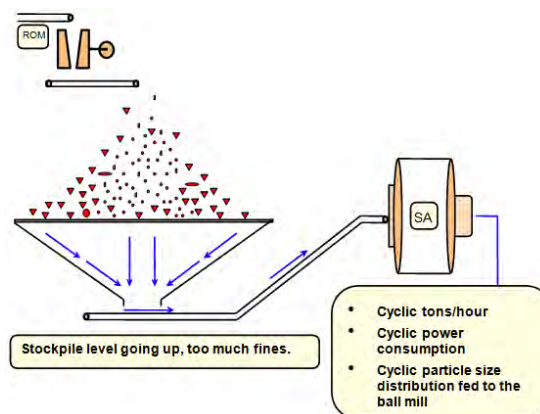 ROM
SA
Stockpile level going up, too much fines.
• Cyclic tons/hour
• Cyclic power
consumption
• Cyclic particle size
distribution fed to the
ball mill